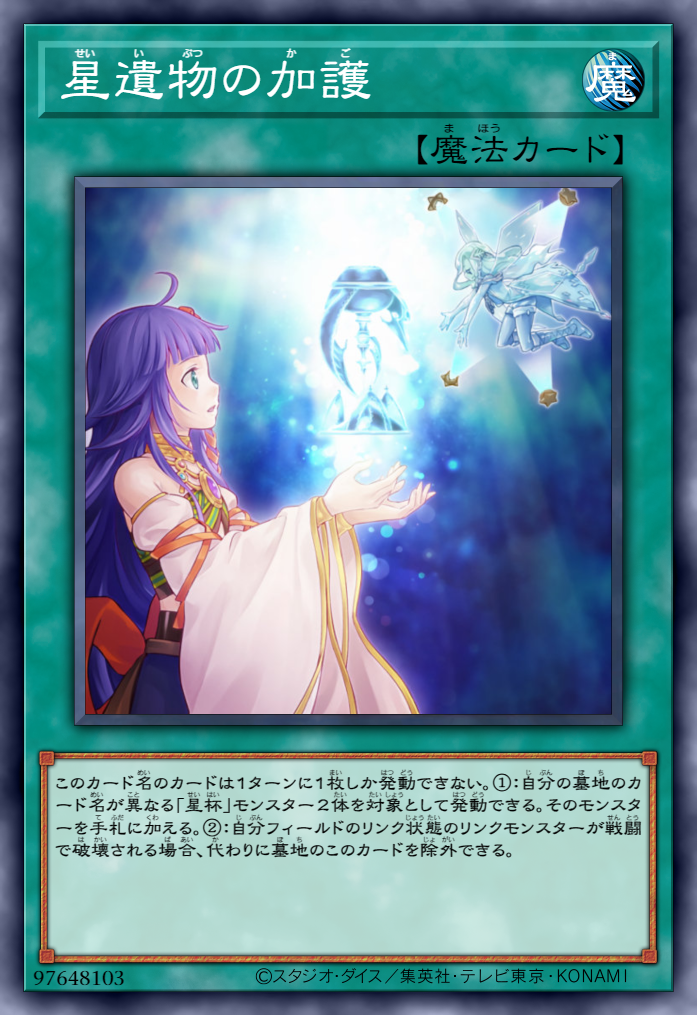 星遺物の加護
魔
【魔法カード】
このカード名のカードは1ターンに1枚しか発動できない。①:自分の墓地のカ
ード名が異なる「星杯」モンスター2体を対象として発動できる。そのモンスタ
ーを手札に加える。②:自分フィールドのリンク状態のリンクモンスターが戦闘
で破壊される場合、代わりに墓地のこのカードを除外できる。
97648103 ©スタジオ・ダイス/集英社・テレビ東京・KONAMI